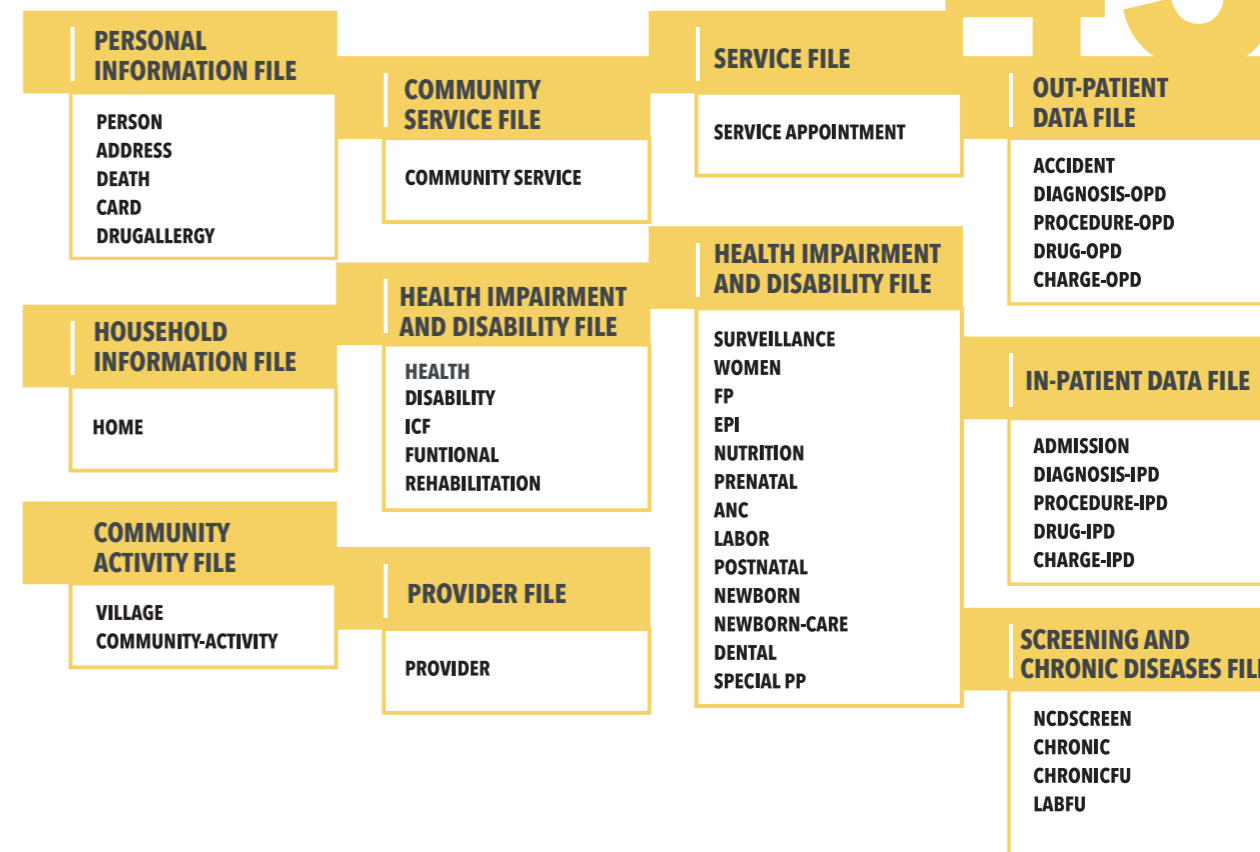 43
PERSONAL
INFORMATION FILE
PERSON
ADDRESS
DEATH
CARD
DRUGALLERGY
HOUSEHOLD
INFORMATION FILE
HOME
COMMUNITY
ACTIVITY FILE
VILLAGE
COMMUNITY-ACTIVITY
COMMUNITY
SERVICE FILE
COMMUNITY SERVICE
HEALTH IMPAIRMENT
AND DISABILITY FILE
HEALTH
DISABILITY
ICF
FUNTIONAL
REHABILITATION
PROVIDER FILE
PROVIDER
SERVICE FILE
SERVICE APPOINTMENT
HEALTH IMPAIRMENT
AND DISABILITY FILE
SURVEILLANCE
WOMEN
FP
EPI
NUTRITION
PRENATAL
ANC
LABOR
POSTNATAL
NEWBORN
NEWBORN-CARE
DENTAL
SPECIAL PP
OUT-PATIENT
DATA FILE
ACCIDENT
DIAGNOSIS-OPD
PROCEDURE-OPD
DRUG-OPD
CHARGE-OPD
IN-PATIENT DATA FILE
ADMISSION
DIAGNOSIS-IPD
PROCEDURE-IPD
DRUG-IPD
CHARGE-IPD
SCREENING AND
CHRONIC DISEASES FIL
NCDSCREEN
CHRONIC
CHRONICFU
LABFU